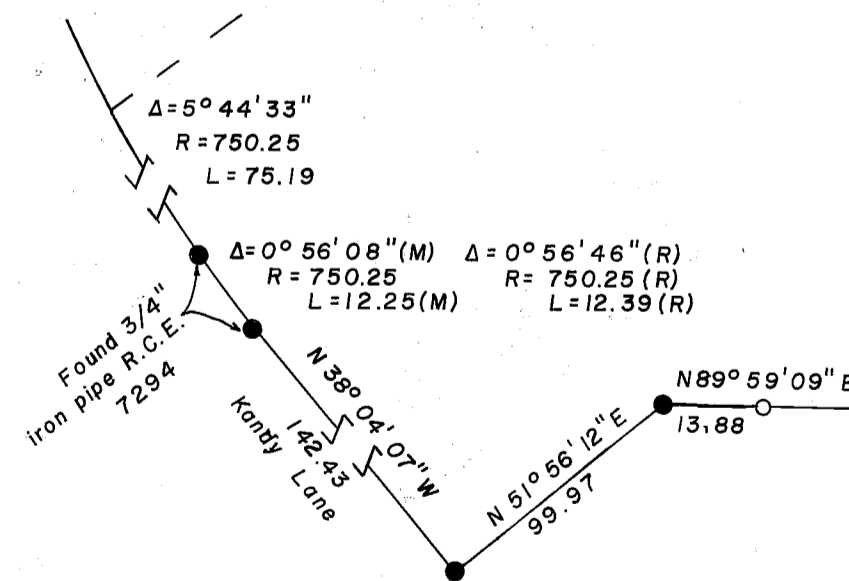 Δ=5°44'33"
R=750.25
L=75.19
Δ=0°56'08"(M) Δ=0°56'46"(R)
R=750.25 R=750.25(R)
L=12.25(M) L=12.39(R)
Found 3/4"
iron pipe R.C.E.
7294
N38°04'07"W
142.43
Kandy Lane
N51°56'12"E
99.97
N89°59'09"E
13,88